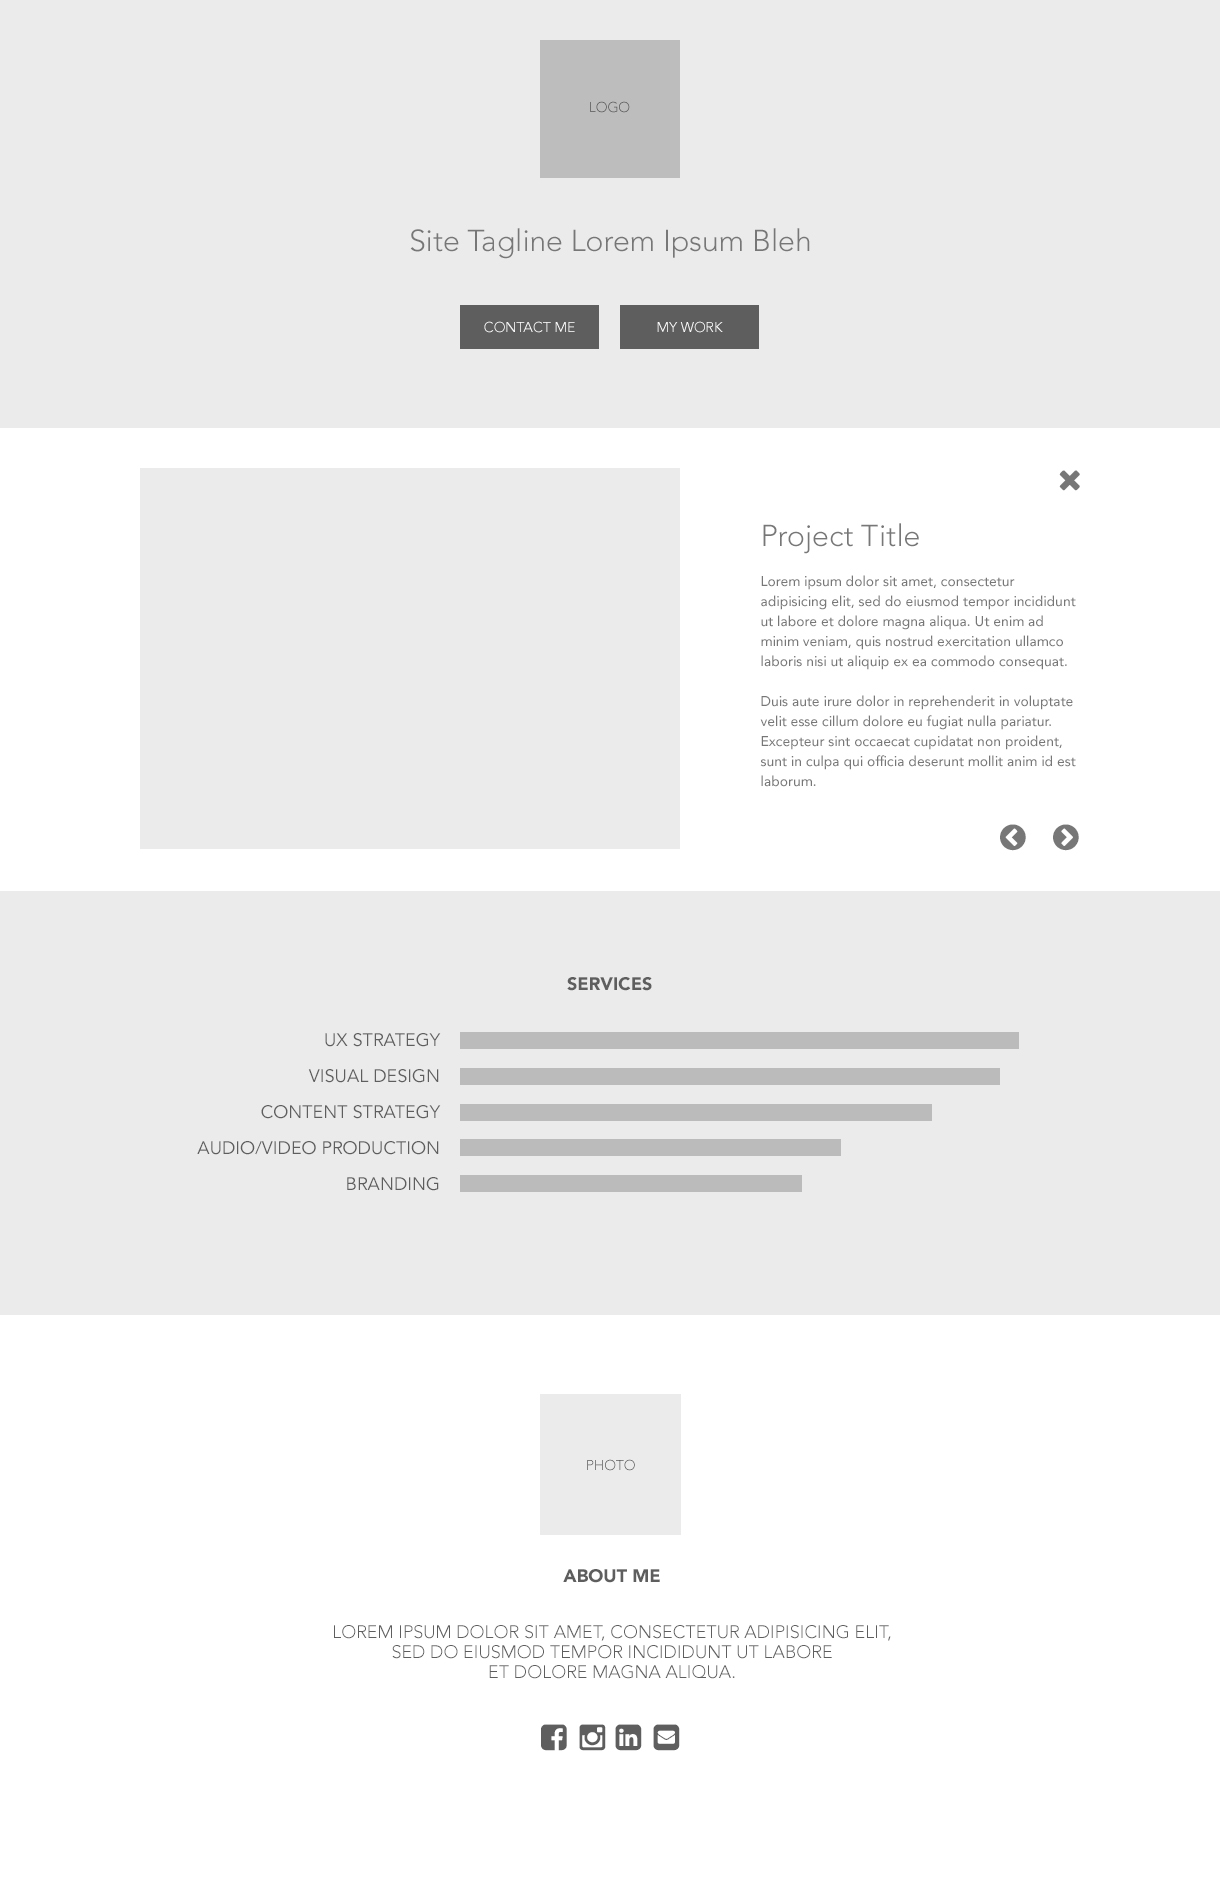 LOGO
Site Tagline Lorem Ipsum Bleh
CONTACT ME
MY WORK
Project Title
Lorem ipsum dolor sit amet, consectetur
adipisicing elit, sed do eiusmod tempor incididunt
ut labore et dolore magna aliqua. Ut enim ad
minim veniam, quis nostrud exercitation ullamco
laboris nisi ut aliquip ex ea commodo consequat.
Duis aute irure dolor in reprehenderit in voluptate
velit esse cillum dolore eu fugiat nulla pariatur.
Excepteur sint occaecat cupidatat non proident,
sunt in culpa qui officia deserunt mollit anim id est
laborum.
SERVICES
UX STRATEGY
VISUAL DESIGN
CONTENT STRATEGY
AUDIO/VIDEO PRODUCTION
BRANDING
PHOTO
ABOUT ME
LOREM IPSUM DOLOR SIT AMET, CONSECTETUR ADIPISICING ELIT,
SED DO EIUSMOD TEMPOR INCIDIDUNT UT LABORE
ET DOLORE MAGNA ALIQUA.